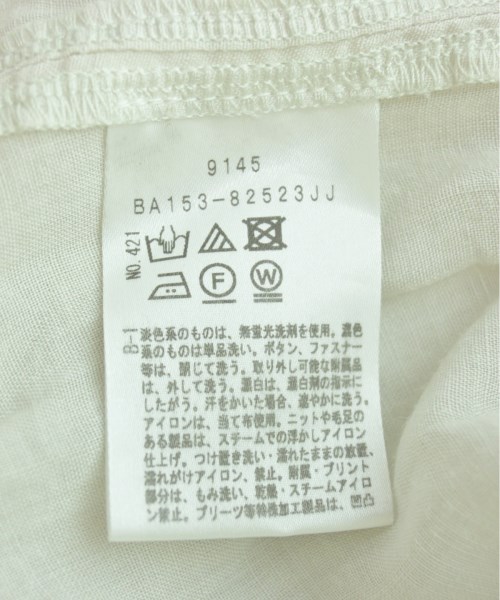 9145
BA153-82523JJ
NO.421
F W
B-1
淡色系のものは、無蛍光洗剤を使用。濃色
系のものは単品洗い。ボタン、ファスナー
等は、閉じて洗う。取り外し可能な附属品
は、外して洗う。漂白は、漂白剤の指示に
したがう。汗をかいた場合、速やかに洗う。
アイロンは、当て布使用。ニットや毛足の
ある製品は、スチームでの浮かしアイロン
仕上げ。つけ置き洗い・濡れたままの放置、
濡れがけアイロン、禁止。附属・プリント
部分は、もみ洗い、乾燥・スチームアイロ
ン禁止。プリーツ等特殊加工製品は、凹凸